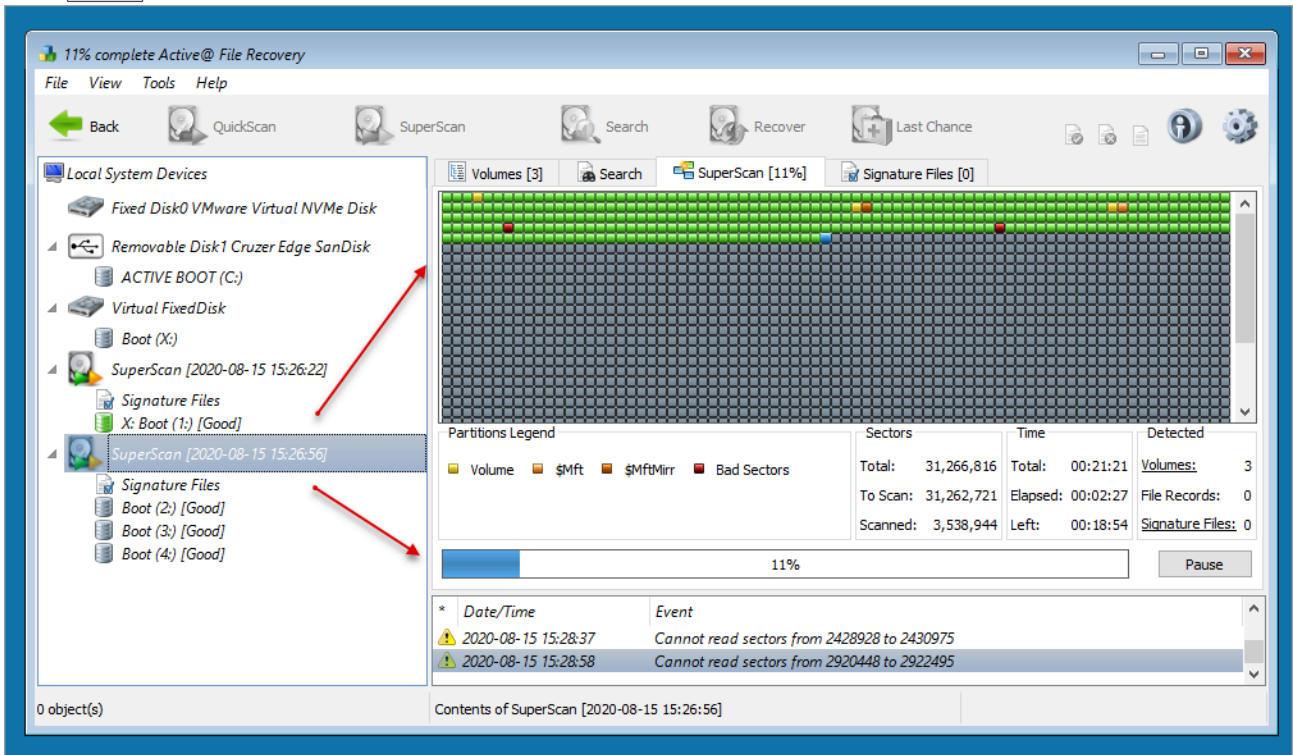 11% complete Active@ File Recovery
File View Tools Help
Back QuickScan SuperScan Search Recover Last Chance
Local System Devices
Fixed Disk0 VMware Virtual NVMe Disk
Removable Disk1 Cruzer Edge SanDisk
ACTIVE BOOT (C:)
Virtual FixedDisk
Boot (X:)
SuperScan [2020-08-15 15:26:22]
Signature Files
X: Boot (1:) [Good]
SuperScan [2020-08-15 15:26:56]
Signature Files
Boot (2:) [Good]
Boot (3:) [Good]
Boot (4:) [Good]
Volumes [3] Search SuperScan [11%] Signature Files [0]
Partitions Legend
Volume $Mft $MftMirr Bad Sectors
Sectors
Total: 31,266,816
To Scan: 31,262,721
Scanned: 3,538,944
Time
Total: 00:21:21
Elapsed: 00:02:27
Left: 00:18:54
Detected
Volumes: 3
File Records: 0
Signature Files: 0
11%
Pause
* Date/Time Event
2020-08-15 15:28:37 Cannot read sectors from 2428928 to 2430975
2020-08-15 15:28:58 Cannot read sectors from 2920448 to 2922495
0 object(s) Contents of SuperScan [2020-08-15 15:26:56]